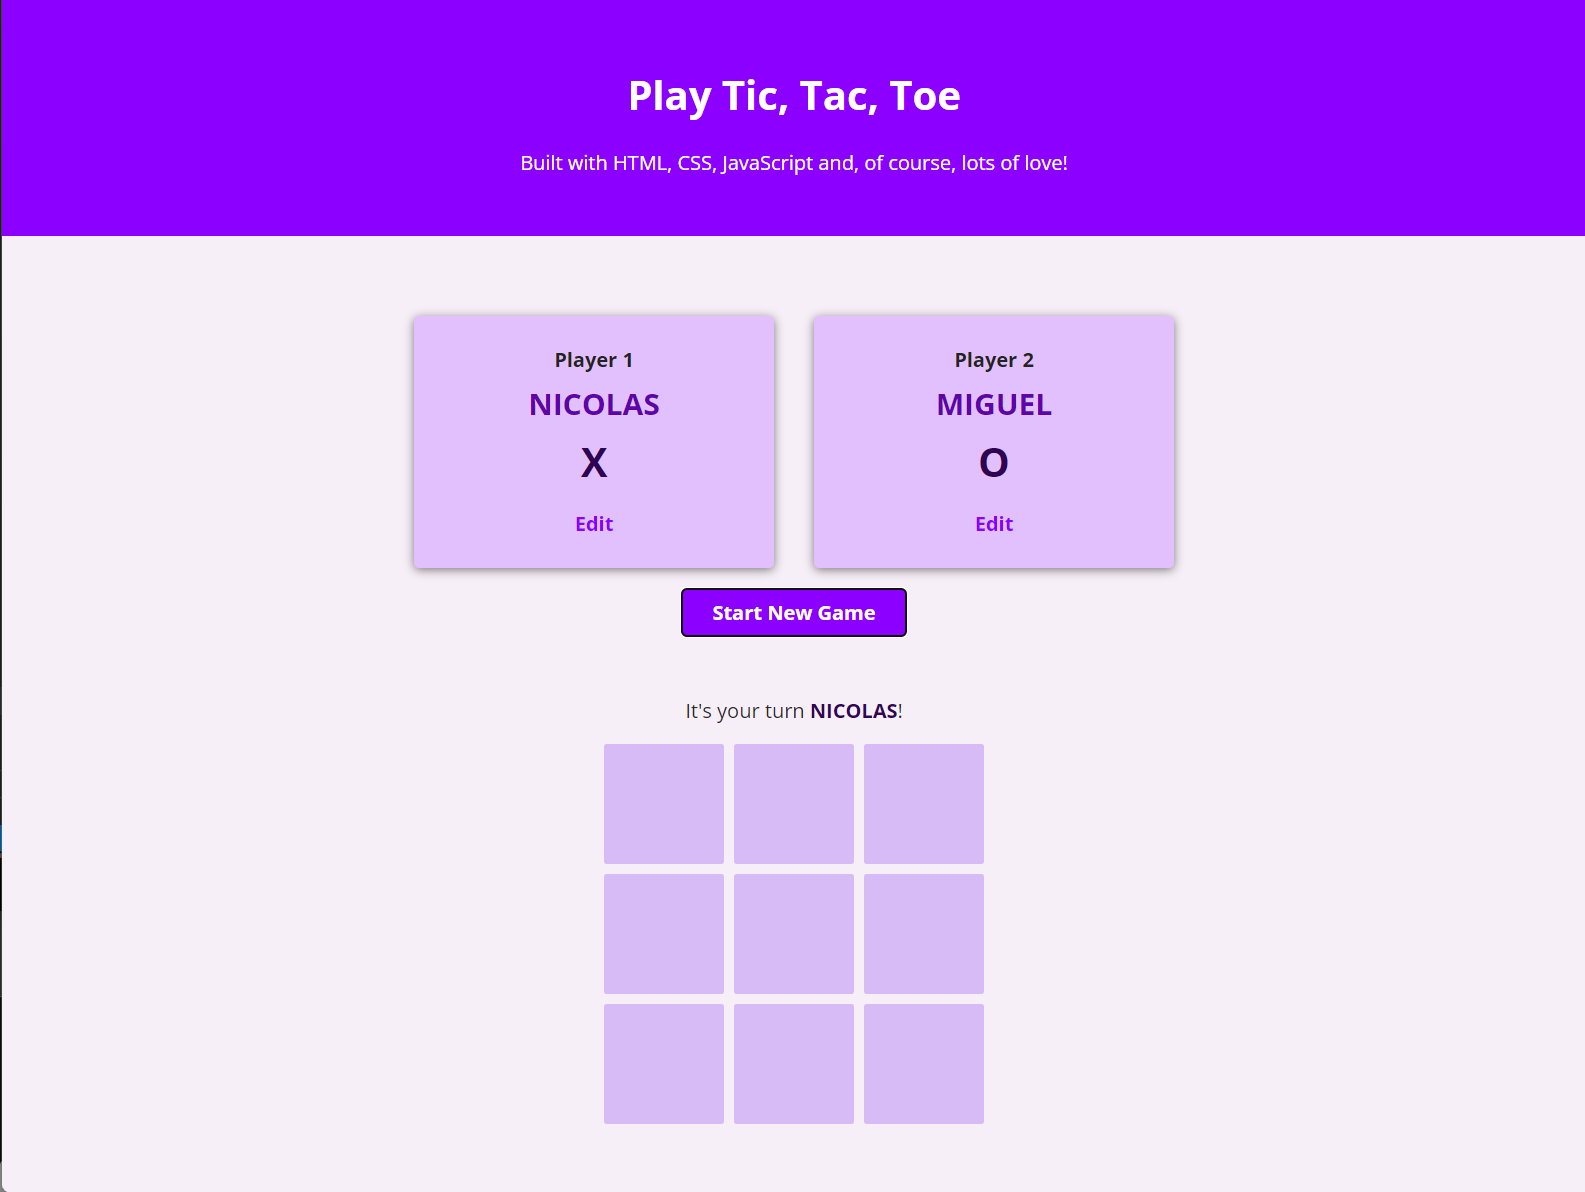 Play Tic, Tac, Toe
Built with HTML, CSS, JavaScript and, of course, lots of love!
Player 1
NICOLAS
X
Edit
Player 2
MIGUEL
O
Edit
Start New Game
It's your turn NICOLAS!